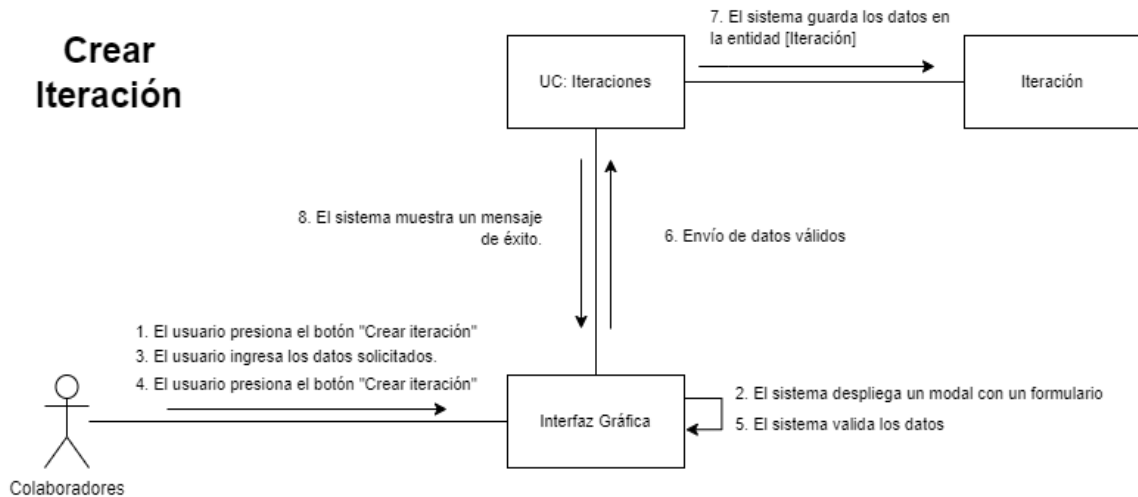 Crear
Iteración
7. El sistema guarda los datos en
la entidad [Iteración]
UC: Iteraciones
Iteración
8. El sistema muestra un mensaje
de éxito.
6. Envío de datos válidos
1. El usuario presiona el botón "Crear iteración"
3. El usuario ingresa los datos solicitados.
4. El usuario presiona el botón "Crear iteración"
Interfaz Gráfica
2. El sistema despliega un modal con un formulario
5. El sistema valida los datos
Colaboradores